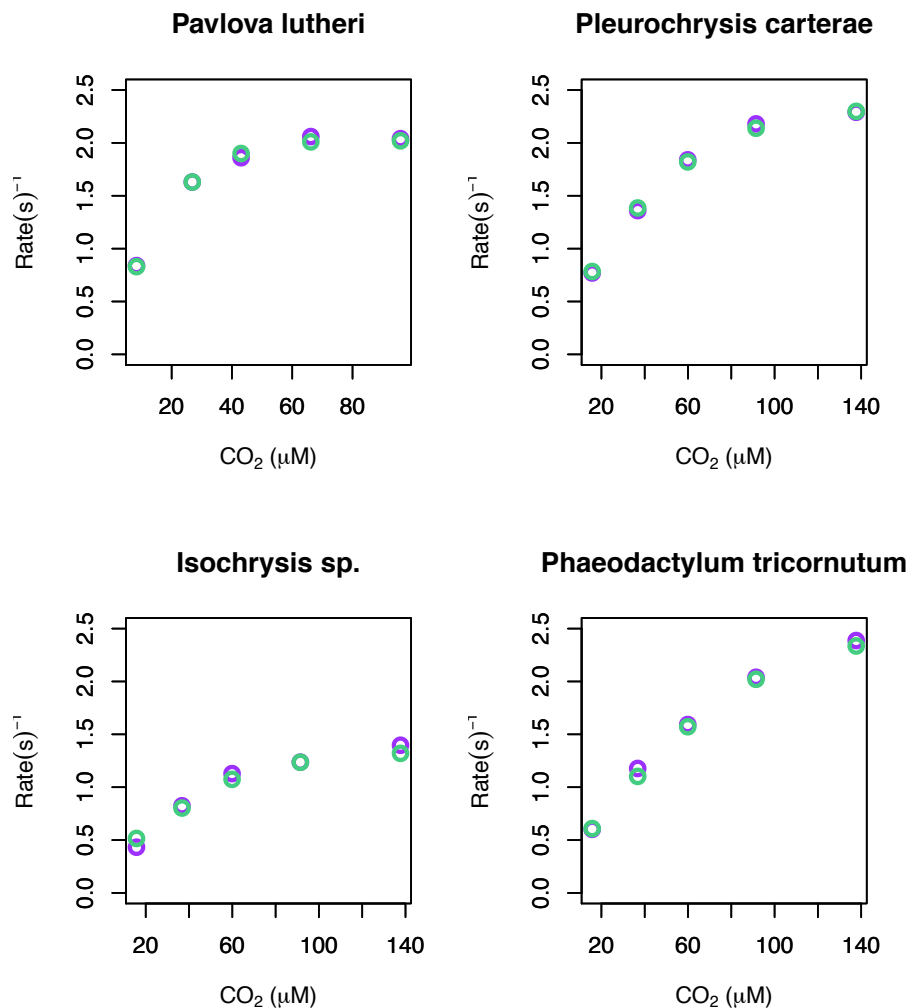 Pavlova lutheri
Rate(s)⁻¹
0.0 0.5 1.0 1.5 2.0 2.5
20 40 60 80
CO₂ (μM)
Pleurochrysis carterae
Rate(s)⁻¹
0.0 0.5 1.0 1.5 2.0 2.5
20 60 100 140
CO₂ (μM)
Isochrysis sp.
Rate(s)⁻¹
0.0 0.5 1.0 1.5 2.0 2.5
20 60 100 140
CO₂ (μM)
Phaeodactylum tricornutum
Rate(s)⁻¹
0.0 0.5 1.0 1.5 2.0 2.5
20 60 100 140
CO₂ (μM)